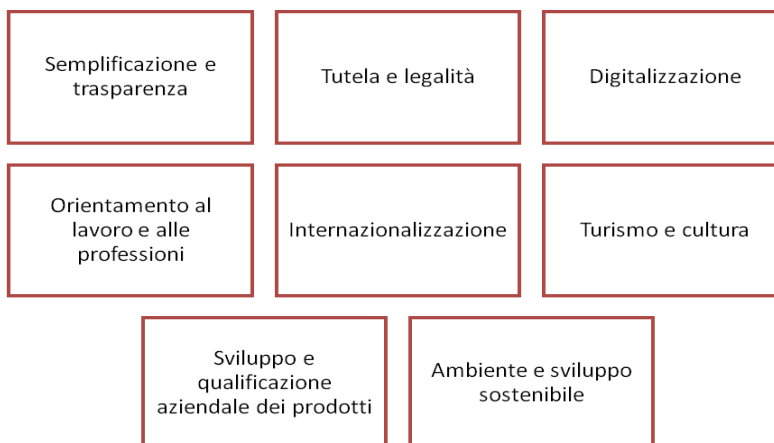 Semplificazione e
trasparenza
Tutela e legalità
Digitalizzazione
Orientamento al
lavoro e alle
professioni
Internazionalizzazione
Turismo e cultura
Sviluppo e
qualificazione
aziendale dei prodotti
Ambiente e sviluppo
sostenibile